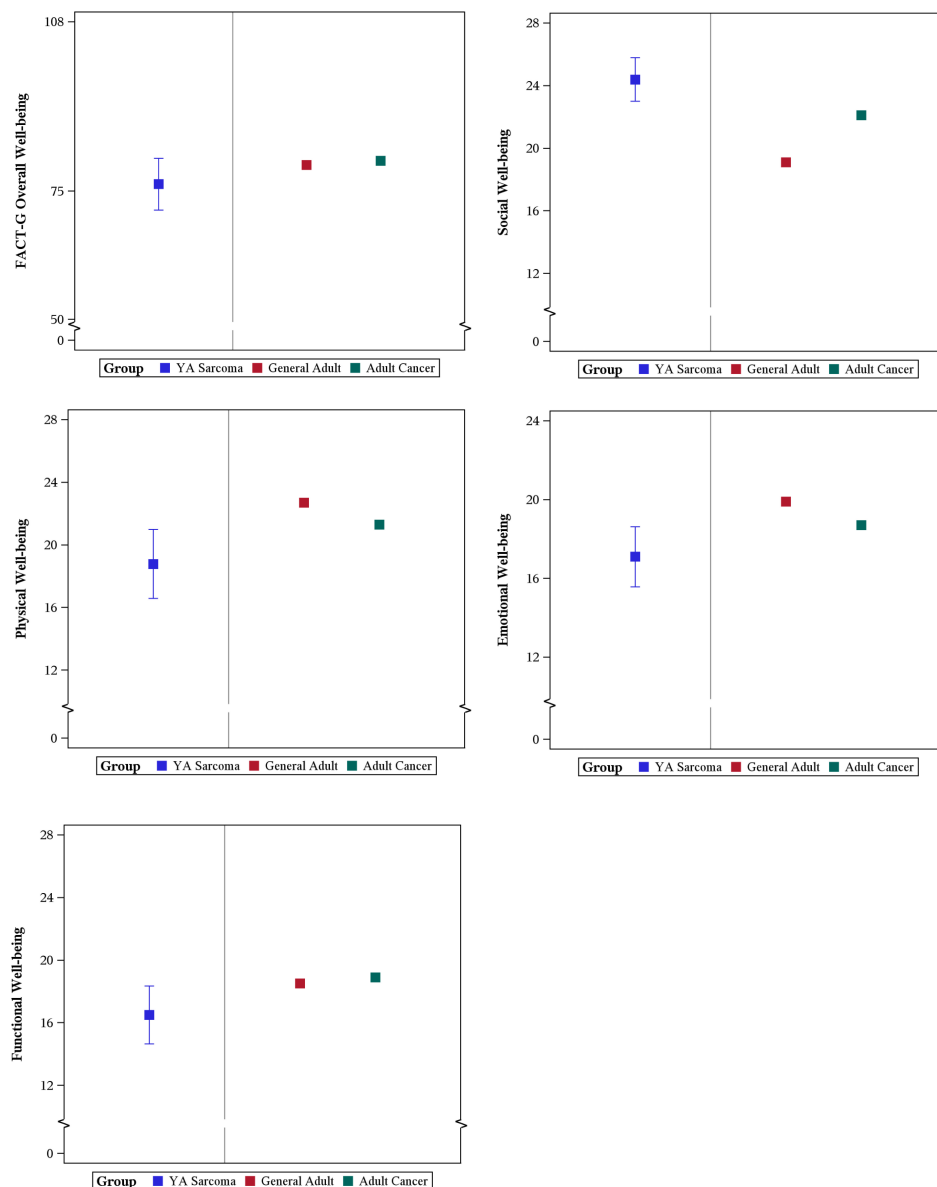 108
75
50
0
FACT-G Overall Well-being
Group YA Sarcoma General Adult Adult Cancer
28
24
20
16
12
0
Social Well-being
Group YA Sarcoma General Adult Adult Cancer
28
24
20
16
12
0
Physical Well-being
Group YA Sarcoma General Adult Adult Cancer
24
20
16
12
0
Emotional Well-being
Group YA Sarcoma General Adult Adult Cancer
28
24
20
16
12
0
Functional Well-being
Group YA Sarcoma General Adult Adult Cancer